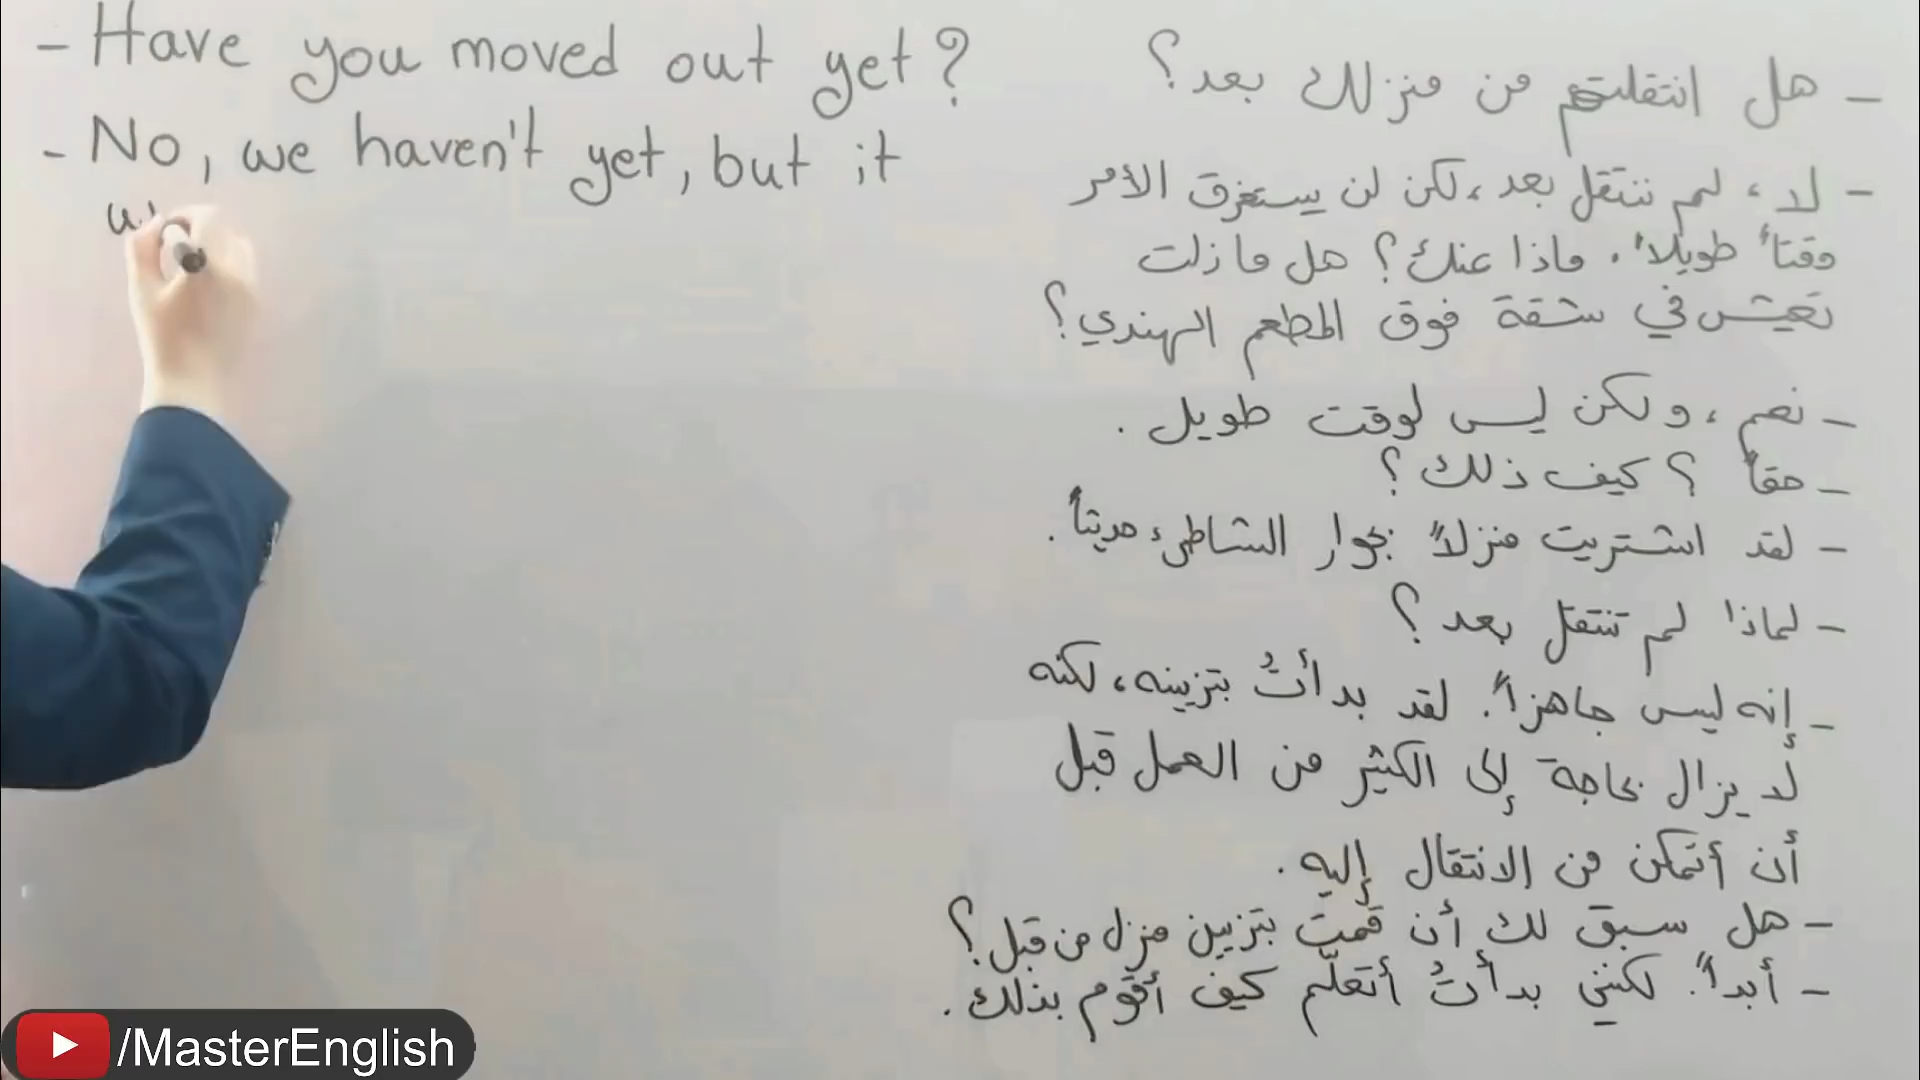 - Have you moved out yet?
- No, we haven't yet, but it
- هل انتقلتم من منزلك بعد؟
- لا، لم ننتقل بعد، لكن لن يستغرق الأمر
وقتاً طويلاً. ماذا عنك؟ هل ما زلت
تعيش في شقة فوق المطعم الهندي؟
- نعم، ولكن ليس لوقت طويل.
- حقاً؟ كيف ذلك؟
- لقد اشتريت منزلاً بجوار الشاطىء حديثاً.
- لماذا لم تنتقل بعد؟
- إنه ليس جاهزاً. لقد بدأتُ بتزيينه، لكنه
لا يزال بحاجة إلى الكثير من العمل قبل
أن أتمكن من الانتقال إليه.
- هل سبق لك أن قمت بتزيين منزل من قبل؟
- أبداً. لكنني بدأتُ أتعلّم كيف أقوم بذلك.
/MasterEnglish